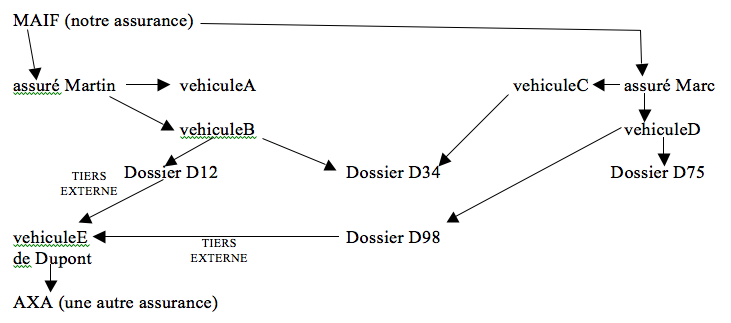 MAIF (notre assurance)
assuré Martin
vehiculeA
vehiculeC
assuré Marc
vehiculeB
vehiculeD
TIERS
EXTERNE
Dossier D12
Dossier D34
Dossier D75
vehiculeE
de Dupont
TIERS
EXTERNE
Dossier D98
AXA (une autre assurance)